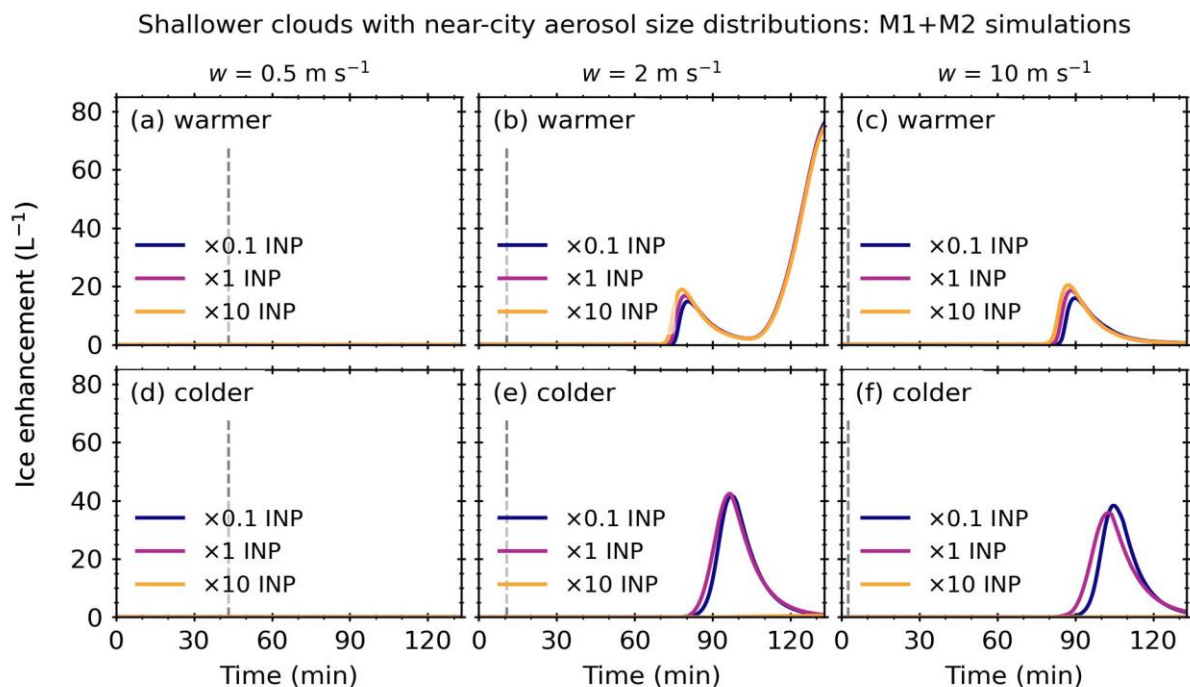 Shallower clouds with near-city aerosol size distributions: M1+M2 simulations
w = 0.5 m s⁻¹
w = 2 m s⁻¹
w = 10 m s⁻¹
Ice enhancement (L⁻¹)
80
60
40
20
0
(a) warmer
×0.1 INP
×1 INP
×10 INP
(b) warmer
×0.1 INP
×1 INP
×10 INP
(c) warmer
×0.1 INP
×1 INP
×10 INP
80
60
40
20
0
(d) colder
×0.1 INP
×1 INP
×10 INP
(e) colder
×0.1 INP
×1 INP
×10 INP
(f) colder
×0.1 INP
×1 INP
×10 INP
0 30 60 90 120
0 30 60 90 120
0 30 60 90 120
Time (min)
Time (min)
Time (min)